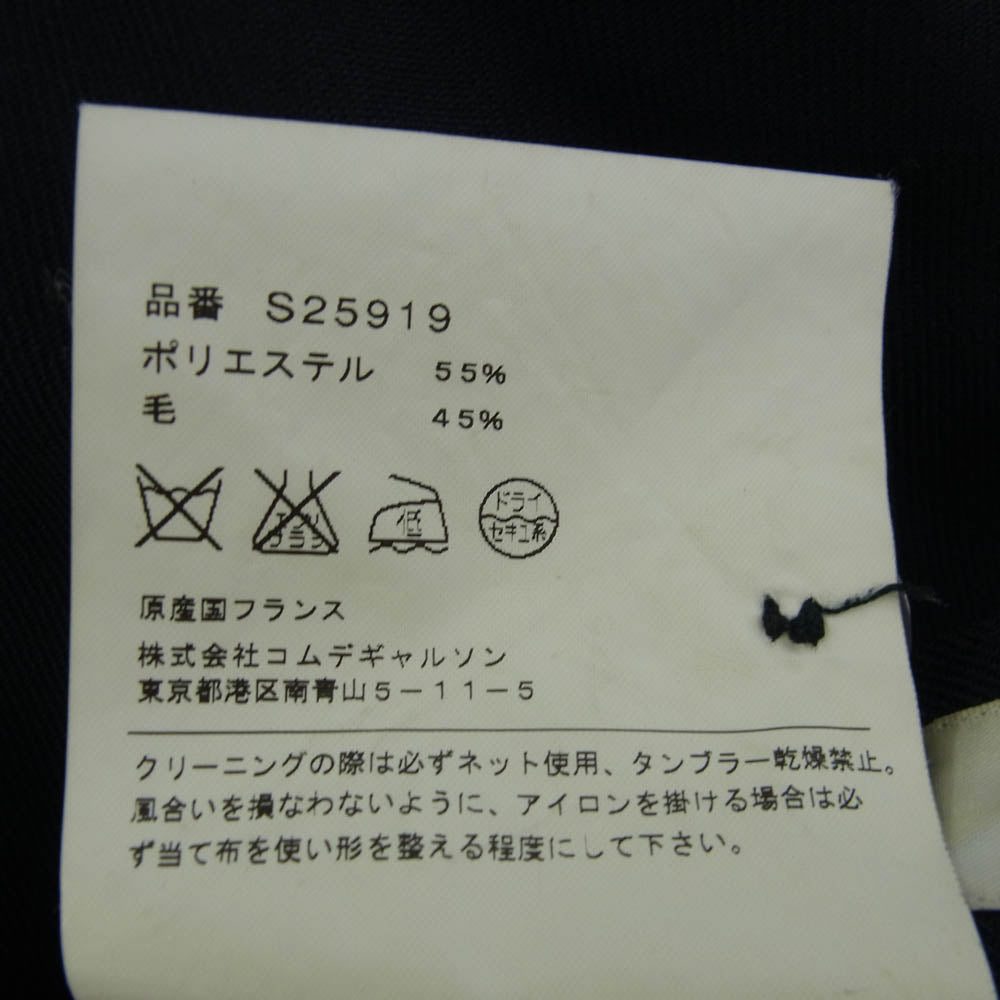 品番 S25919
ポリエステル 55%
毛 45%
エンソ
フラン
低
ドライ
セキユ系
原産国フランス
株式会社コムデギャルソン
東京都港区南青山5-11-5
クリーニングの際は必ずネット使用、タンブラー乾燥禁止。
風合いを損なわないように、アイロンを掛ける場合は必
ず当て布を使い形を整える程度にして下さい。